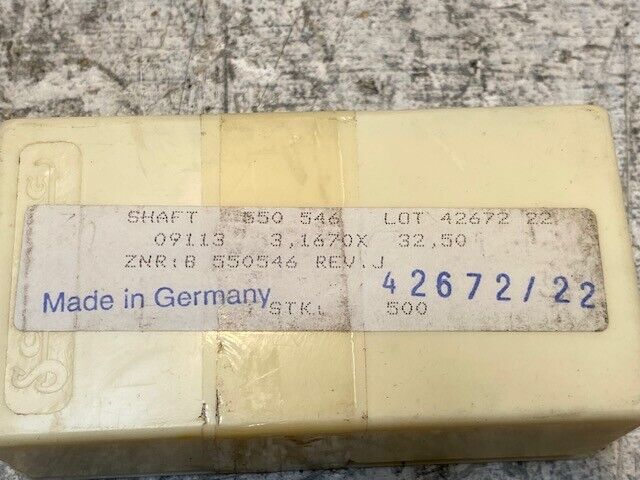 SHAFT 550 546 LOT 42672 22
09113 3,1670X 32,50
ZNR:B 550546 REV.J
42672/22
Made in Germany
STK. 500